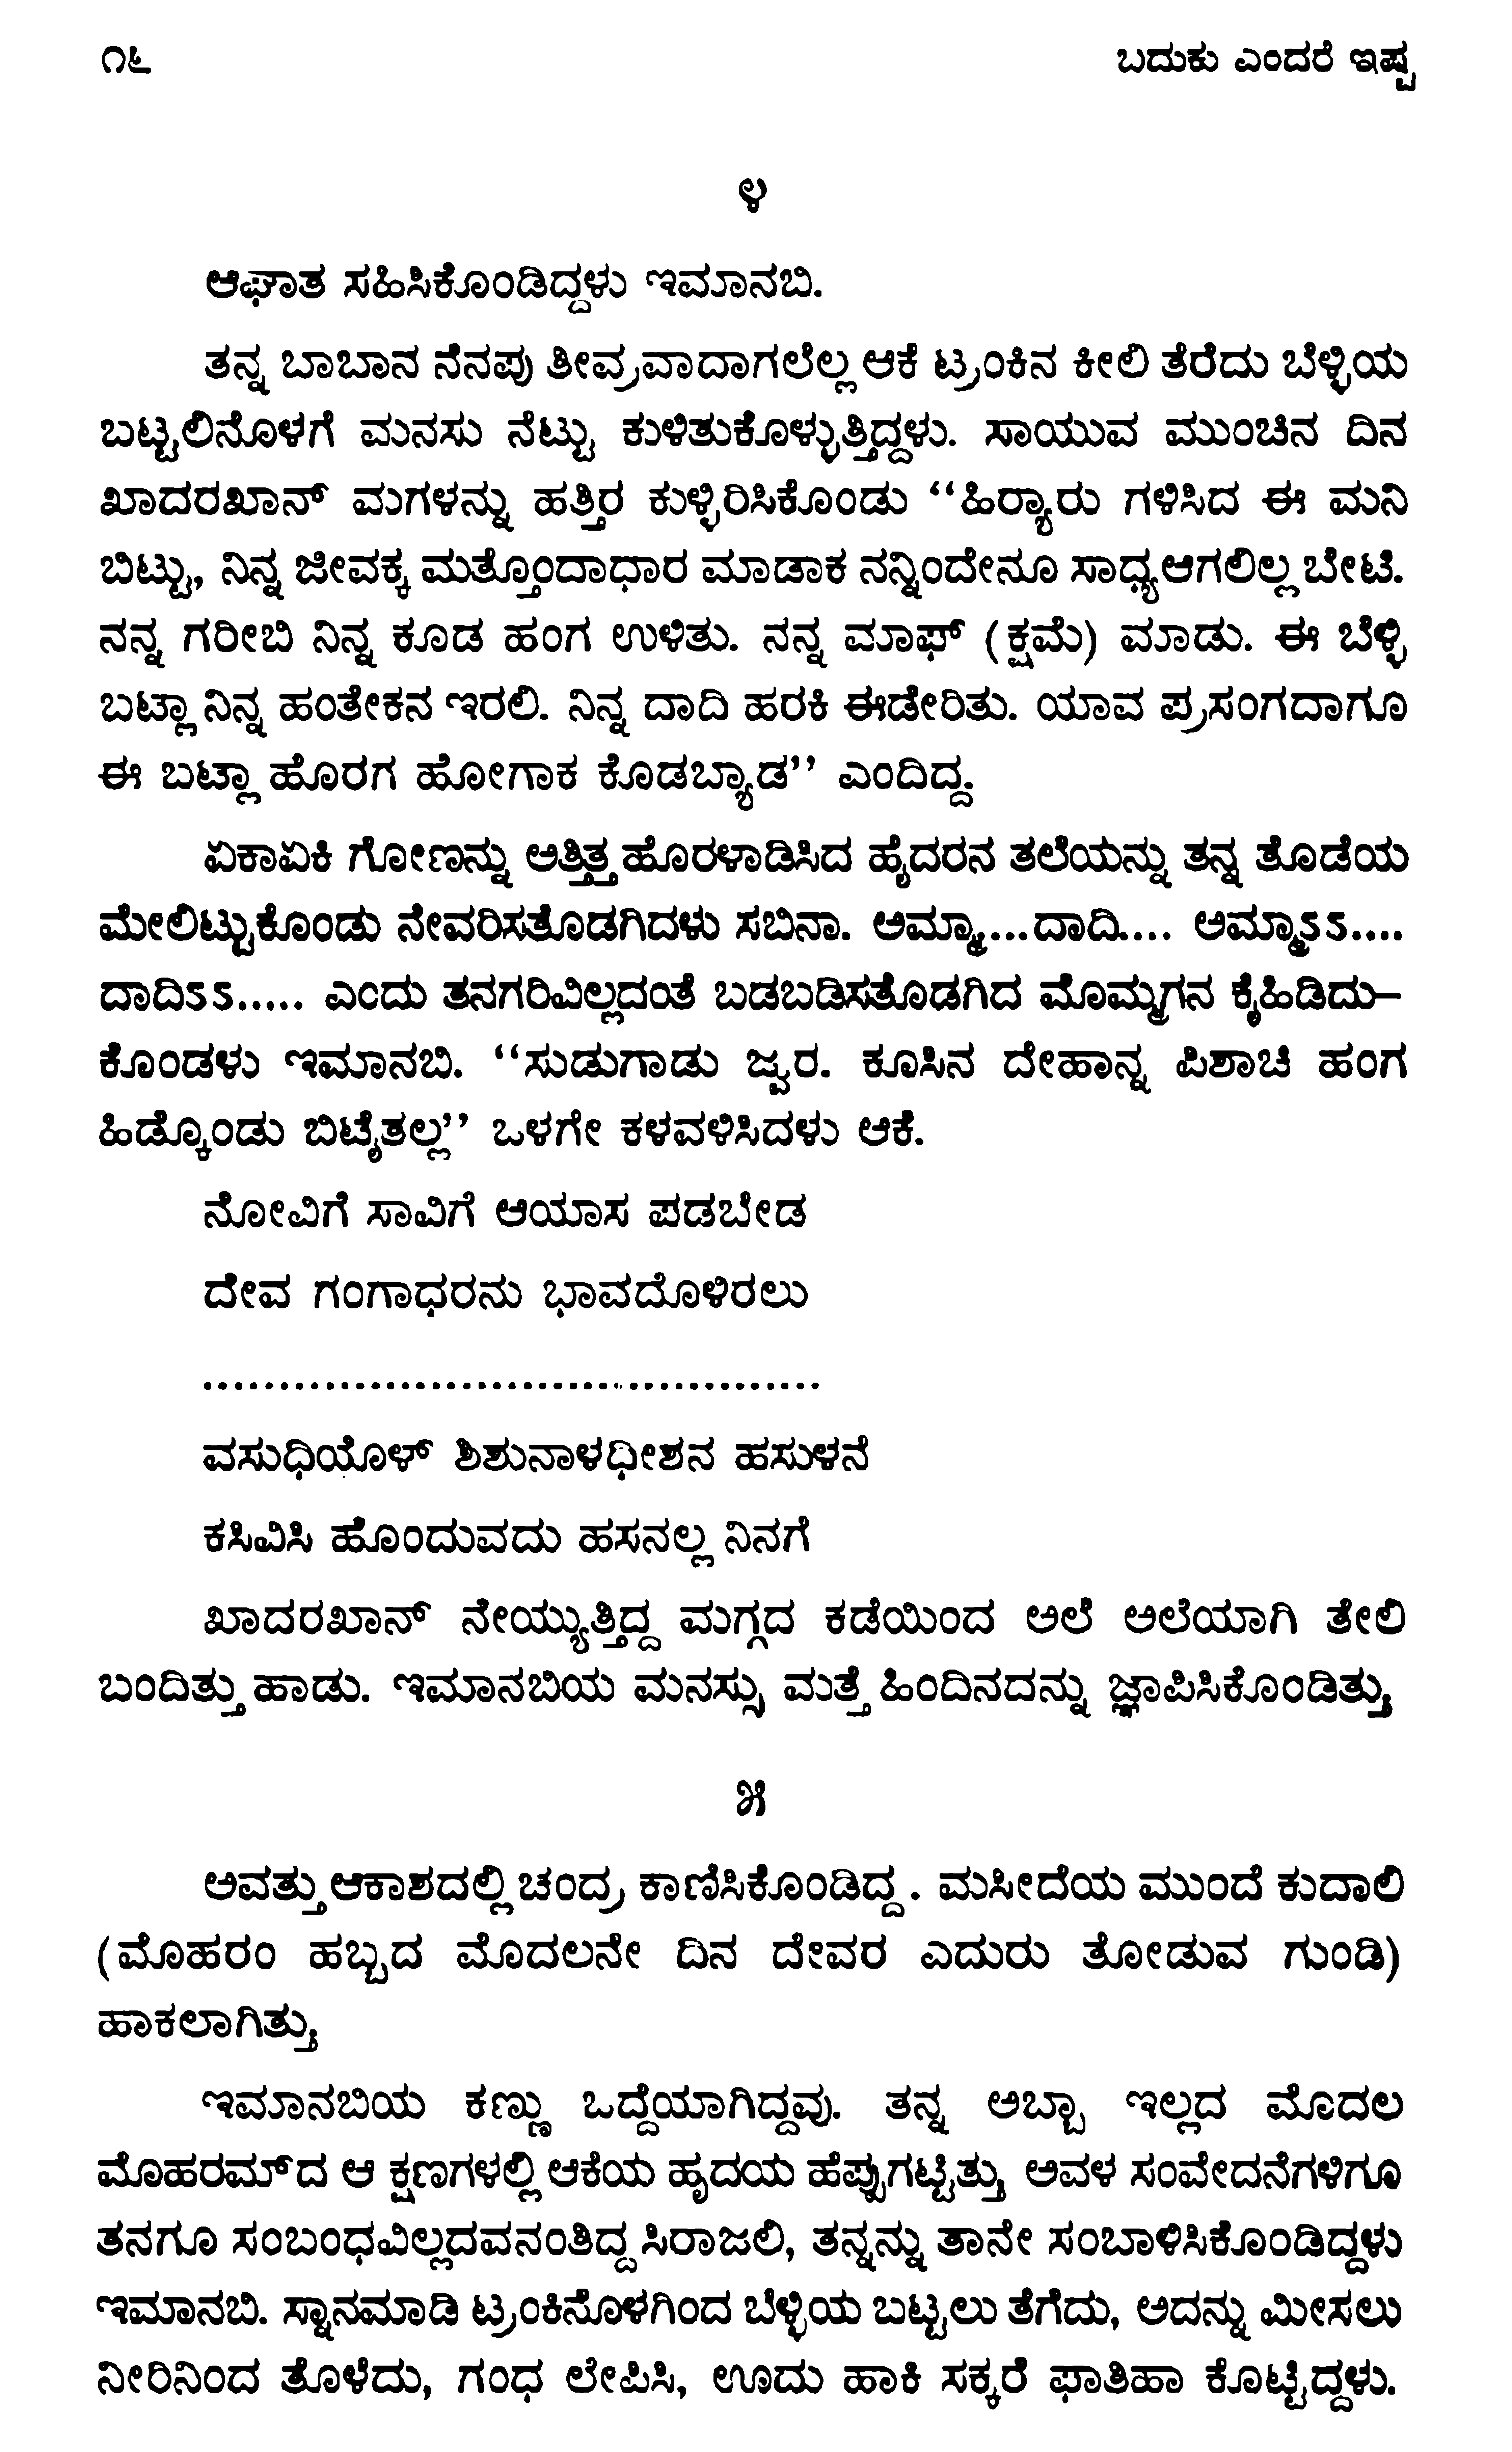 ೧೬ ಬದುಕು ಎಂದರೆ ಇಷ್ಟ
೪
ಆಘಾತ ಸಹಿಸಿಕೊಂಡಿದ್ದಳು ಇಮಾನಬಿ.
ತನ್ನ ಬಾಬಾನ ನೆನಪು ತೀವ್ರವಾದಾಗಲೆಲ್ಲ ಆಕೆ ಟ್ರಂಕಿನ ಕೀಲಿ ತೆರೆದು ಬೆಳ್ಳಿಯ
ಬಟ್ಟಲಿನೊಳಗೆ ಮನಸು ನೆಟ್ಟು ಕುಳಿತುಕೊಳ್ಳುತ್ತಿದ್ದಳು. ಸಾಯುವ ಮುಂಚಿನ ದಿನ
ಖಾದರಖಾನ್ ಮಗಳನ್ನು ಹತ್ತಿರ ಕುಳ್ಳಿರಿಸಿಕೊಂಡು “ಹಿರ‍್ಯಾರು ಗಳಿಸಿದ ಈ ಮನಿ
ಬಿಟ್ಟು, ನಿನ್ನ ಜೀವಕ್ಕ ಮತ್ತೊಂದಾಧಾರ ಮಾಡಾಕ ನನ್ನಿಂದೇನೂ ಸಾಧ್ಯಆಗಲಿಲ್ಲ ಬೇಟಿ.
ನನ್ನ ಗರೀಬಿ ನಿನ್ನ ಕೂಡ ಹಂಗ ಉಳಿತು. ನನ್ನ ಮಾಫ್ (ಕ್ಷಮೆ) ಮಾಡು. ಈ ಬೆಳ್ಳಿ
ಬಟ್ಲಾ ನಿನ್ನ ಹಂತೇಕನ ಇರಲಿ. ನಿನ್ನ ದಾದಿ ಹರಕಿ ಈಡೇರಿತು. ಯಾವ ಪ್ರಸಂಗದಾಗೂ
ಈ ಬಟ್ಲಾ ಹೊರಗ ಹೋಗಾಕ ಕೊಡಬ್ಯಾಡ” ಎಂದಿದ್ದ.
ಏಕಾಏಕಿ ಗೋಣನ್ನು ಅತ್ತಿತ್ತ ಹೊರಳಾಡಿಸಿದ ಹೈದರನ ತಲೆಯನ್ನು ತನ್ನ ತೊಡೆಯ
ಮೇಲಿಟ್ಟುಕೊಂಡು ನೇವರಿಸತೊಡಗಿದಳು ಸಬಿನಾ. ಅಮ್ಮಾ....ದಾದಿ.... ಅಮ್ಮಾಽಽ....
ದಾದಿಽಽ..... ಎಂದು ತನಗರಿವಿಲ್ಲದಂತೆ ಬಡಬಡಿಸತೊಡಗಿದ ಮೊಮ್ಮಗನ ಕೈಹಿಡಿದು–
ಕೊಂಡಳು ಇಮಾನಬಿ. “ಸುಡುಗಾಡು ಜ್ವರ. ಕೂಸಿನ ದೇಹಾನ್ನ ಪಿಶಾಚಿ ಹಂಗ
ಹಿಡ್ಕೊಂಡು ಬಿಟೈತಲ್ಲ” ಒಳಗೇ ಕಳವಳಿಸಿದಳು ಆಕೆ.
ನೋವಿಗೆ ಸಾವಿಗೆ ಆಯಾಸ ಪಡಬೇಡ
ದೇವ ಗಂಗಾಧರನು ಭಾವದೊಳಿರಲು
........................................
ವಸುಧಿಯೊಳ್ ಶಿಶುನಾಳಧೀಶನ ಹಸುಳನೆ
ಕಸಿವಿಸಿ ಹೊಂದುವದು ಹಸನಲ್ಲ ನಿನಗೆ
ಖಾದರಖಾನ್ ನೇಯ್ಯುತ್ತಿದ್ದ ಮಗ್ಗದ ಕಡೆಯಿಂದ ಅಲೆ ಅಲೆಯಾಗಿ ತೇಲಿ
ಬಂದಿತ್ತು ಹಾಡು. ಇಮಾನಬಿಯ ಮನಸ್ಸು ಮತ್ತೆ ಹಿಂದಿನದನ್ನು ಜ್ಞಾಪಿಸಿಕೊಂಡಿತ್ತು.
೫
ಅವತ್ತು ಆಕಾಶದಲ್ಲಿ ಚಂದ್ರ ಕಾಣಿಸಿಕೊಂಡಿದ್ದ. ಮಸೀದೆಯ ಮುಂದೆ ಕುದಾಲಿ
(ಮೊಹರಂ ಹಬ್ಬದ ಮೊದಲನೇ ದಿನ ದೇವರ ಎದುರು ತೋಡುವ ಗುಂಡಿ)
ಹಾಕಲಾಗಿತ್ತು.
ಇಮಾನಬಿಯ ಕಣ್ಣು ಒದ್ದೆಯಾಗಿದ್ದವು. ತನ್ನ ಅಬ್ಬಾ ಇಲ್ಲದ ಮೊದಲ
ಮೊಹರಮ್‌ದ ಆ ಕ್ಷಣಗಳಲ್ಲಿ ಆಕೆಯ ಹೃದಯ ಹೆಪ್ಪುಗಟ್ಟಿತ್ತು. ಅವಳ ಸಂವೇದನೆಗಳಿಗೂ
ತನಗೂ ಸಂಬಂಧವಿಲ್ಲದವನಂತಿದ್ದ ಸಿರಾಜಲಿ, ತನ್ನನ್ನು ತಾನೇ ಸಂಬಾಳಿಸಿಕೊಂಡಿದ್ದಳು
ಇಮಾನಬಿ. ಸ್ನಾನಮಾಡಿ ಟ್ರಂಕಿನೊಳಗಿಂದ ಬೆಳ್ಳಿಯ ಬಟ್ಟಲು ತೆಗೆದು, ಅದನ್ನು ಮೀಸಲು
ನೀರಿನಿಂದ ತೊಳೆದು, ಗಂಧ ಲೇಪಿಸಿ, ಊದು ಹಾಕಿ ಸಕ್ಕರೆ ಫಾತಿಹಾ ಕೊಟ್ಟಿದ್ದಳು.